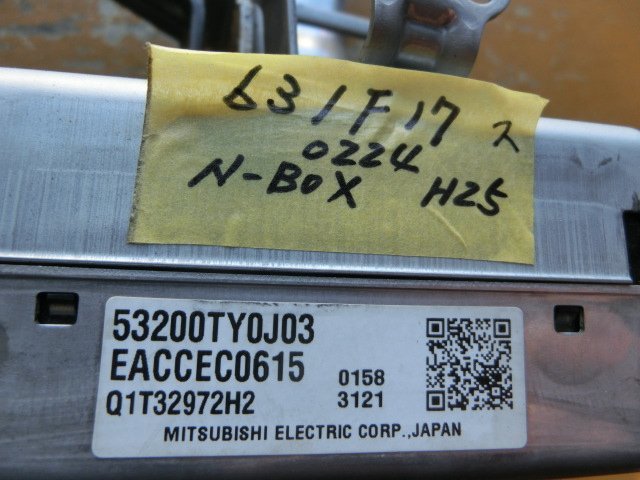 631F17 ス
0224
N-BOX H25
53200TY0J03
EACCEC0615 0158
Q1T32972H2 3121
MITSUBISHI ELECTRIC CORP.,JAPAN